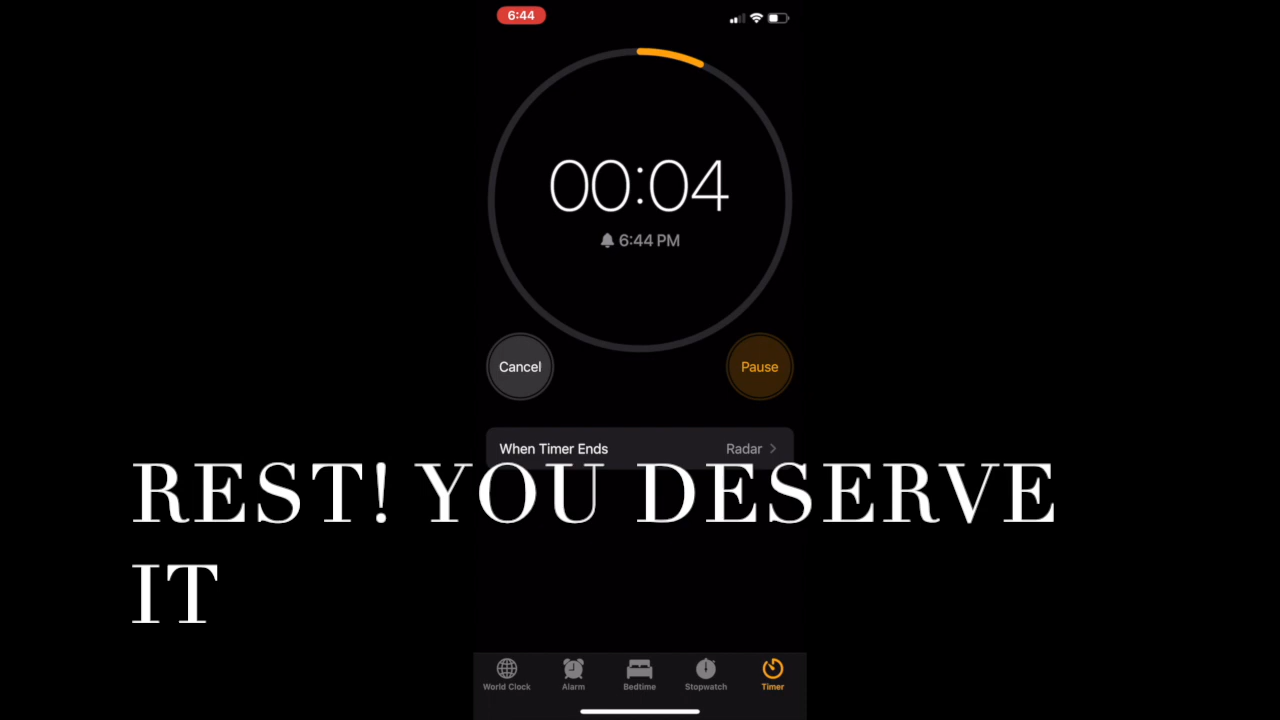 6:44
00:04
6:44 PM
Cancel
Pause
When Timer Ends
Radar
REST! YOU DESERVE
IT
World Clock
Alarm
Bedtime
Stopwatch
Timer